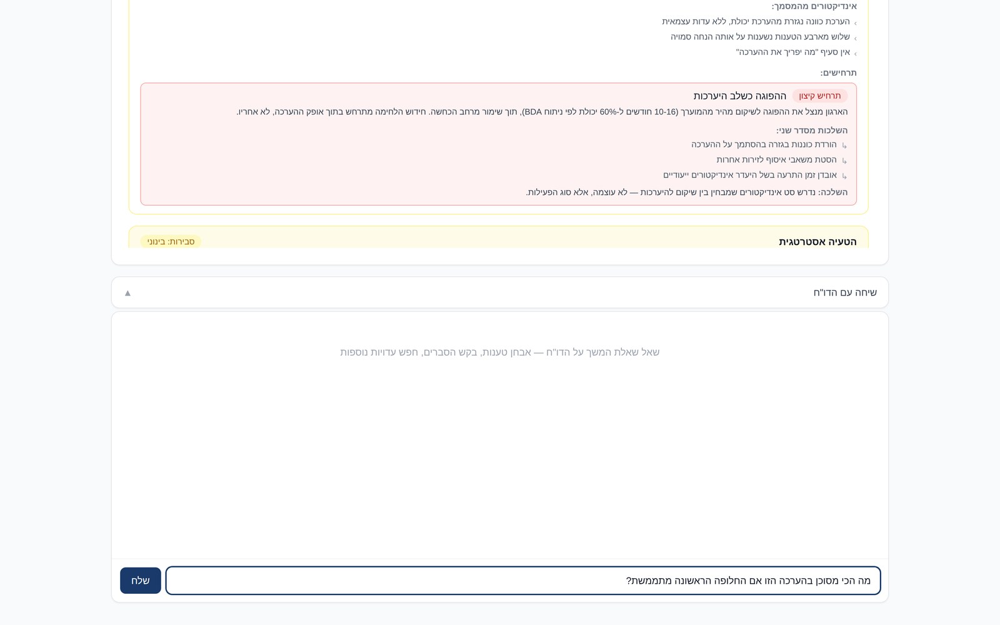 אינדיקטורים מהמסמך:
‹ הערכת כוונה נגזרת מהערכת יכולת, ללא עדות עצמאית
‹ שלוש מארבע הטענות נשענות על אותה הנחה סמויה
‹ אין סעיף "מה יפריך את ההערכה"
תרחישים:
תרחיש קיצון ההפוגה כשלב היערכות
הארגון מנצל את ההפוגה לשיקום מהיר מהמוערך (10-16 חודשים ל-60% יכולת לפי ניתוח BDA), תוך שימור מרחב הכחשה. חידוש הלחימה מתרחש בתוך אופק ההערכה, לא אחריו.
השלכות מסדר שני:
↳ הורדת כוננות בגזרה בהסתמך על ההערכה
↳ הסטת משאבי איסוף לזירות אחרות
↳ אובדן זמן התרעה בשל היעדר אינדיקטורים ייעודיים
השלכה: נדרש סט אינדיקטורים שמבחין בין שיקום להיערכות — לא עוצמה, אלא סוג הפעילות.
הטעיה אסטרטגית סבירות: בינוני
שיחה עם הדו"ח ▲
שאל שאלת המשך על הדו"ח — אבחן טענות, בקש הסברים, חפש עדויות נוספות
מה הכי מסוכן בהערכה הזו אם החלופה הראשונה מתממשת? שלח